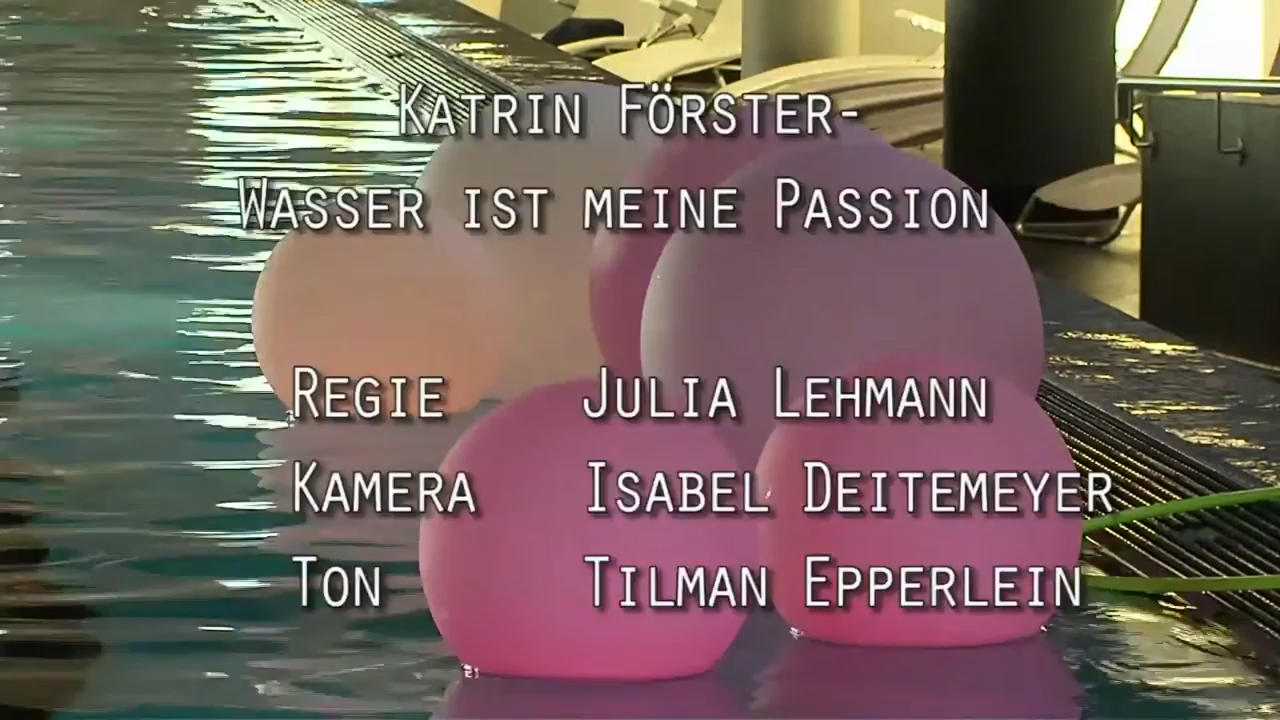 Katrin Förster-
Wasser ist meine Passion
Regie Julia Lehmann
Kamera Isabel Deitemeyer
Ton Tilman Epperlein